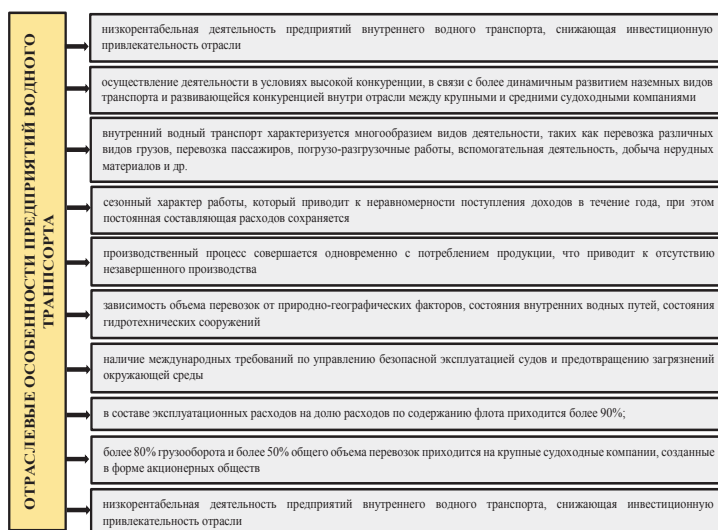 ОТРАСЛЕВЫЕ ОСОБЕННОСТИ ПРЕДПРИЯТИЙ ВОДНОГО
ТРАНПСОРТА
низкорентабельная деятельность предприятий внутреннего водного транспорта, снижающая инвестиционную
привлекательность отрасли
осуществление деятельности в условиях высокой конкуренции, в связи с более динамичным развитием наземных видов
транспорта и развивающейся конкуренцией внутри отрасли между крупными и средними судоходными компаниями
внутренний водный транспорт характеризуется многообразием видов деятельности, таких как перевозка различных
видов грузов, перевозка пассажиров, погрузо-разгрузочные работы, вспомогательная деятельность, добыча нерудных
материалов и др.
сезонный характер работы, который приводит к неравномерности поступления доходов в течение года, при этом
постоянная составляющая расходов сохраняется
производственный процесс совершается одновременно с потреблением продукции, что приводит к отсутствию
незавершенного производства
зависимость объема перевозок от природно-географических факторов, состояния внутренних водных путей, состояния
гидротехнических сооружений
наличие международных требований по управлению безопасной эксплуатацией судов и предотвращению загрязнений
окружающей среды
в составе эксплуатационных расходов на долю расходов по содержанию флота приходится более 90%;
более 80% грузооборота и более 50% общего объема перевозок приходится на крупные судоходные компании, созданные
в форме акционерных обществ
низкорентабельная деятельность предприятий внутреннего водного транспорта, снижающая инвестиционную
привлекательность отрасли